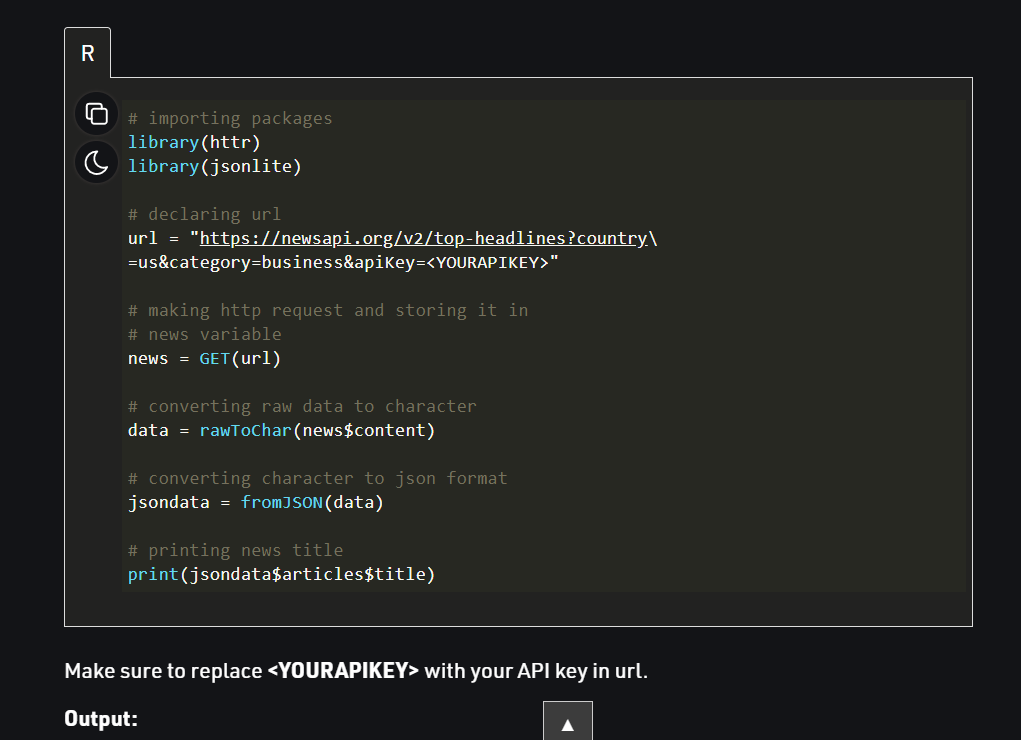 R
# importing packages
library(httr)
library(jsonlite)
# declaring url
url = "https://newsapi.org/v2/top-headlines?country\
=us&category=business&apiKey=<YOURAPIKEY>"
# making http request and storing it in
# news variable
news = GET(url)
# converting raw data to character
data = rawToChar(news$content)
# converting character to json format
jsondata = fromJSON(data)
# printing news title
print(jsondata$articles$title)
Make sure to replace <YOURAPIKEY> with your API key in url.
Output: